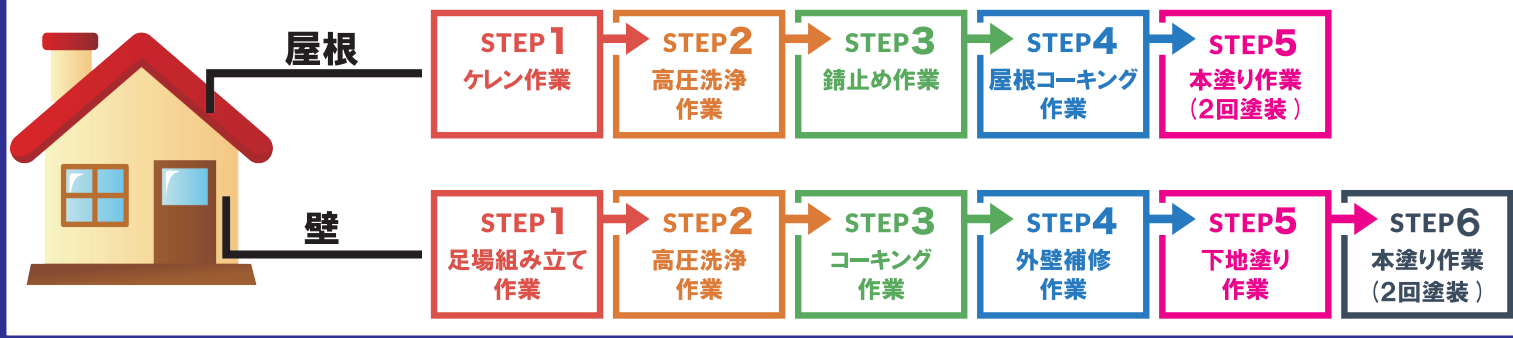 屋根
STEP1
ケレン作業
STEP2
高圧洗浄
作業
STEP3
錆止め作業
STEP4
屋根コーキング
作業
STEP5
本塗り作業
(2回塗装)
壁
STEP1
足場組み立て
作業
STEP2
高圧洗浄
作業
STEP3
コーキング
作業
STEP4
外壁補修
作業
STEP5
下地塗り
作業
STEP6
本塗り作業
(2回塗装)